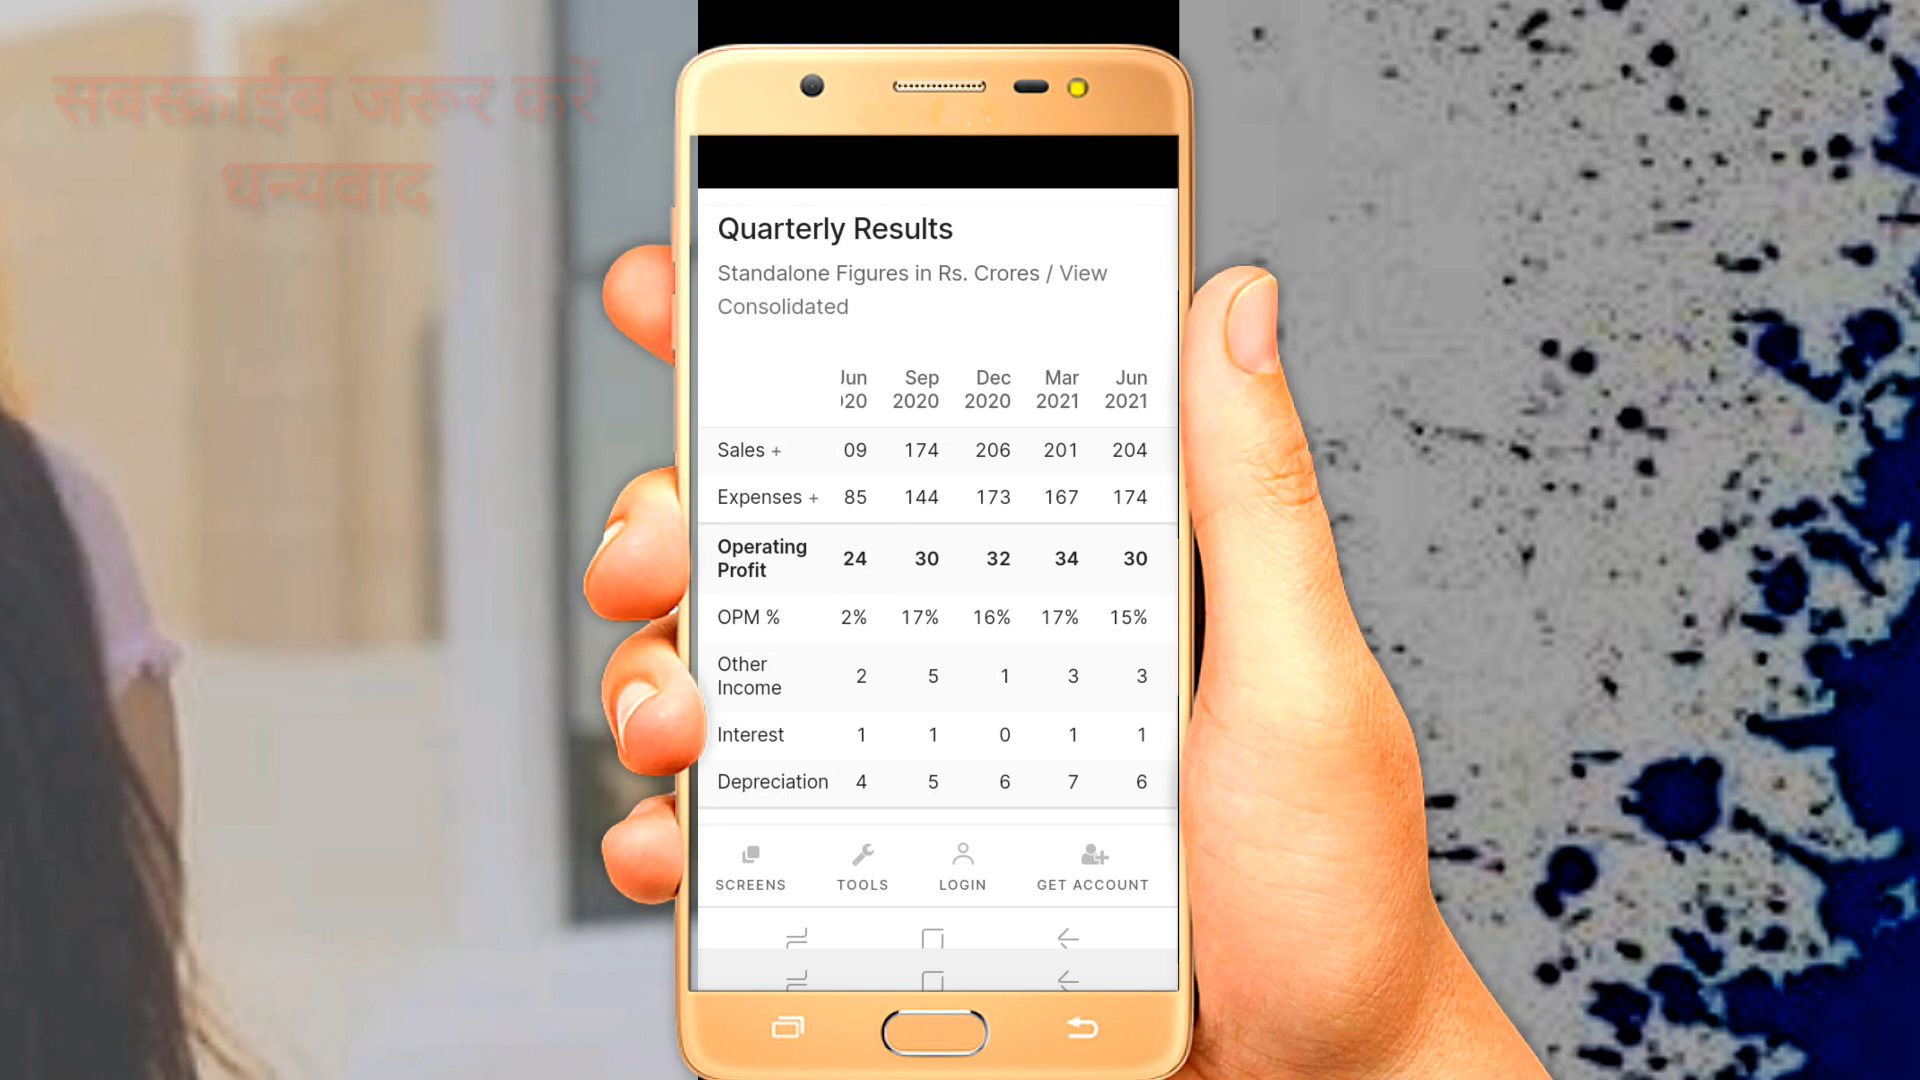 सबस्क्राईब जरूर करें
धन्यवाद
Quarterly Results
Standalone Figures in Rs. Crores / View
Consolidated
Jun Sep Dec Mar Jun
20 2020 2020 2021 2021
Sales + 09 174 206 201 204
Expenses + 85 144 173 167 174
Operating
Profit 24 30 32 34 30
OPM % 2% 17% 16% 17% 15%
Other
Income 2 5 1 3 3
Interest 1 1 0 1 1
Depreciation 4 5 6 7 6
SCREENS TOOLS LOGIN GET ACCOUNT